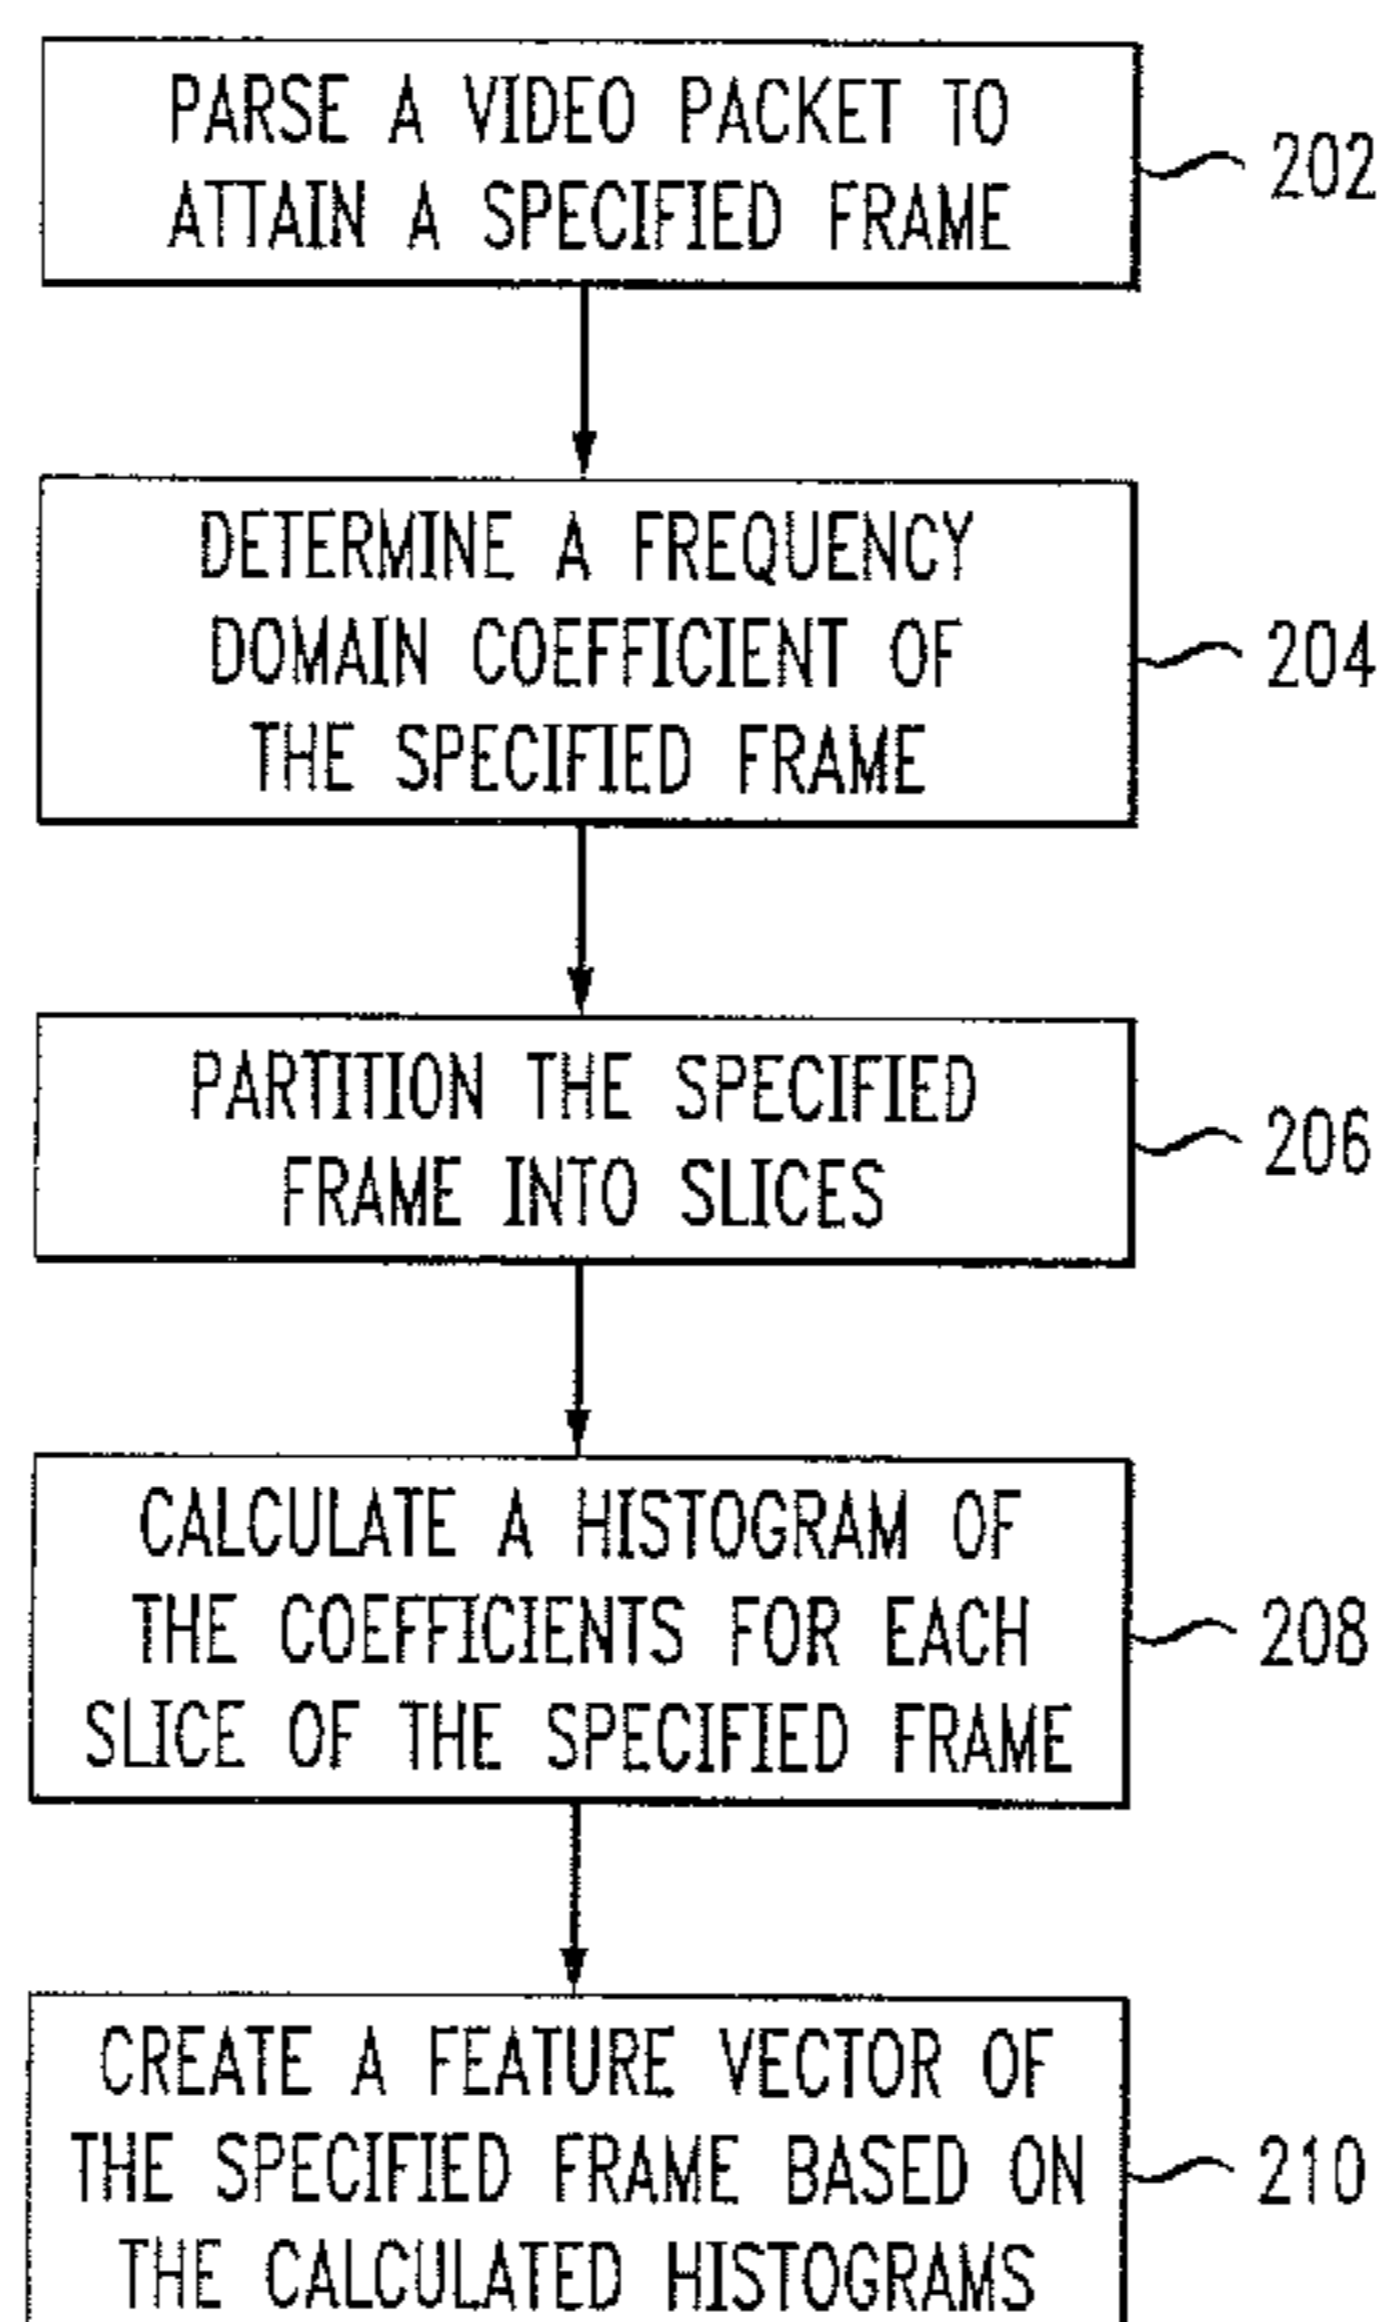 PARSE A VIDEO PACKET TO
ATTAIN A SPECIFIED FRAME
202
DETERMINE A FREQUENCY
DOMAIN COEFFICIENT OF
THE SPECIFIED FRAME
204
PARTITION THE SPECIFIED
FRAME INTO SLICES
206
CALCULATE A HISTOGRAM OF
THE COEFFICIENTS FOR EACH
SLICE OF THE SPECIFIED FRAME
208
CREATE A FEATURE VECTOR OF
THE SPECIFIED FRAME BASED ON
THE CALCULATED HISTOGRAMS
210